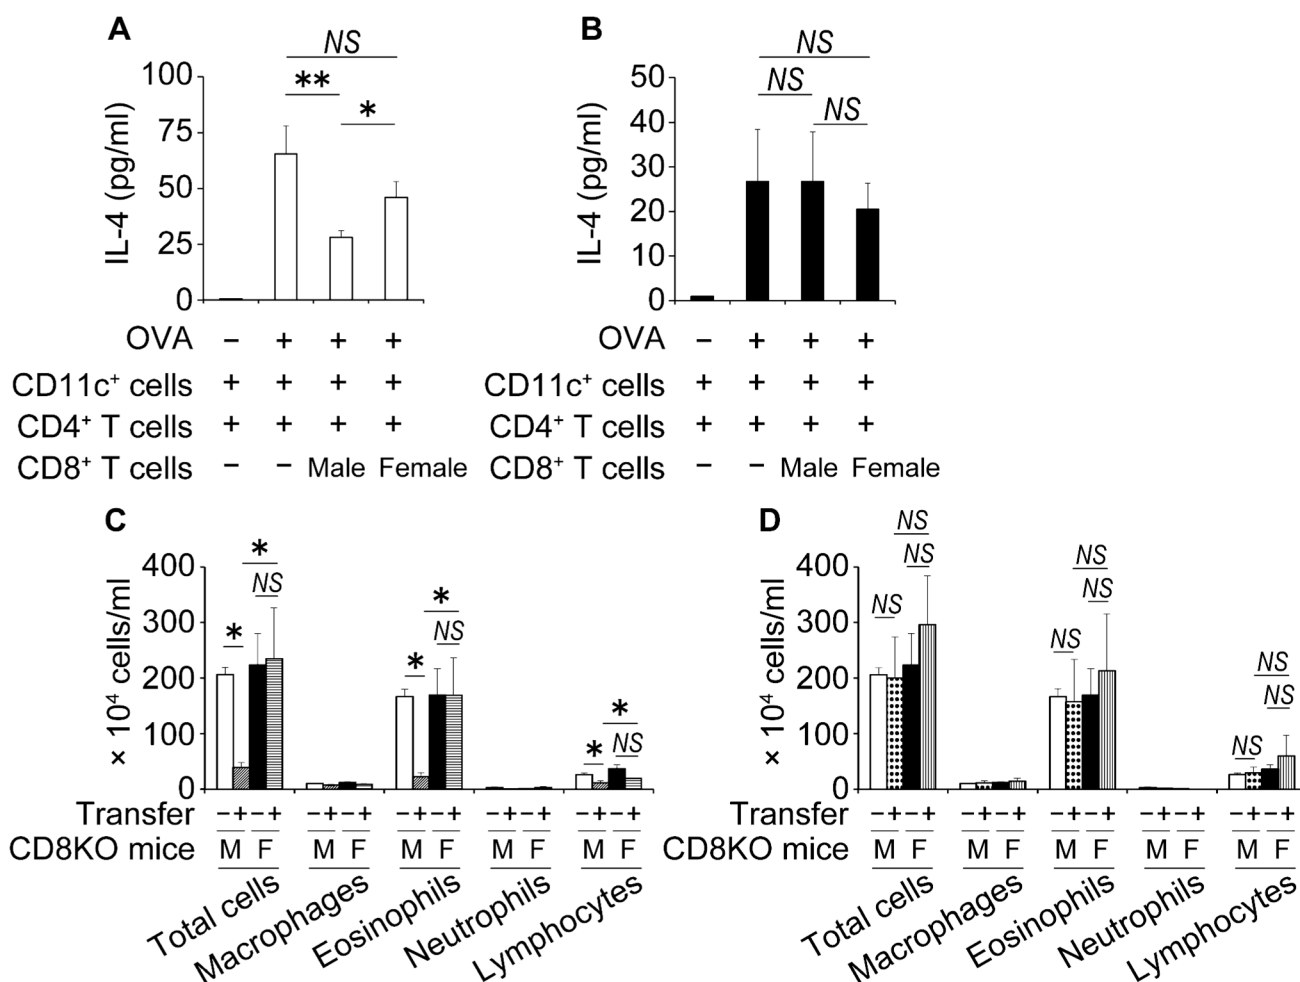 A
NS
**
*
100
75
50
25
0
IL-4 (pg/ml)
OVA − + + +
CD11c⁺ cells + + + +
CD4⁺ T cells + + + +
CD8⁺ T cells − − Male Female
B
NS
NS
NS
50
40
30
20
10
0
IL-4 (pg/ml)
OVA − + + +
CD11c⁺ cells + + + +
CD4⁺ T cells + + + +
CD8⁺ T cells − − Male Female
C
* NS * * NS * * NS *
400
300
200
100
0
× 10⁴ cells/ml
Transfer −+−+ −+−+ −+−+ −+−+ −+−+
CD8KO mice M F M F M F M F M F
Total cells
Macrophages
Eosinophils
Neutrophils
Lymphocytes
D
NS NS NS NS NS NS NS NS NS
400
300
200
100
0
× 10⁴ cells/ml
Transfer −+−+ −+−+ −+−+ −+−+ −+−+
CD8KO mice M F M F M F M F M F
Total cells
Macrophages
Eosinophils
Neutrophils
Lymphocytes